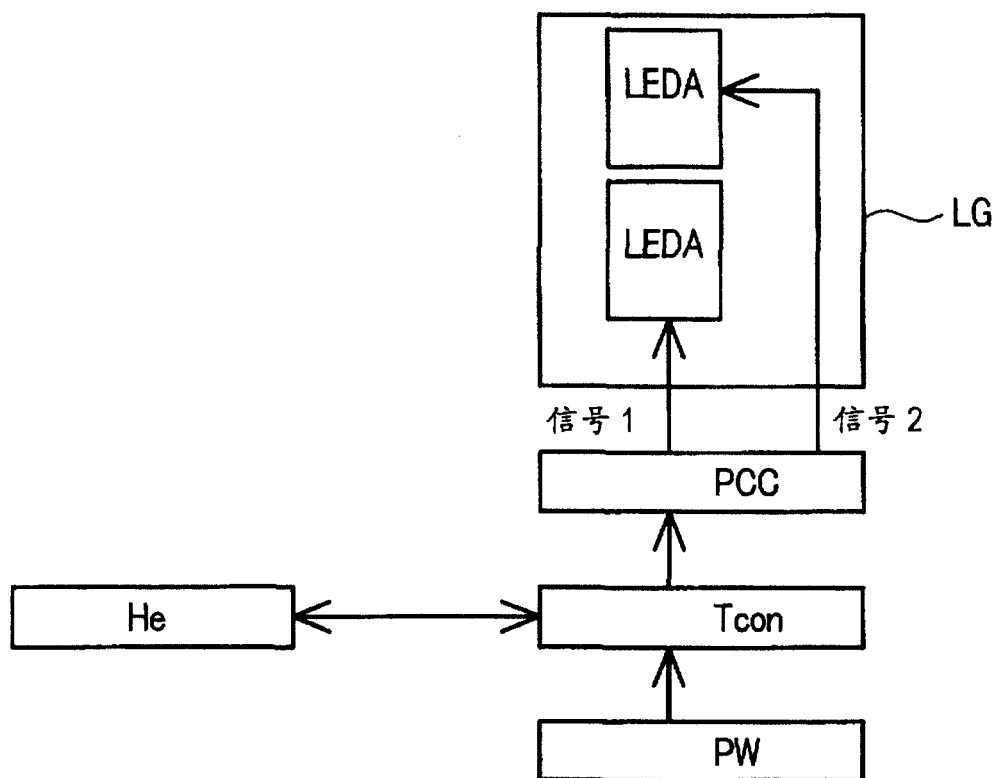 LEDA
LEDA
LG
信号1
信号2
PCC
He
Tcon
PW